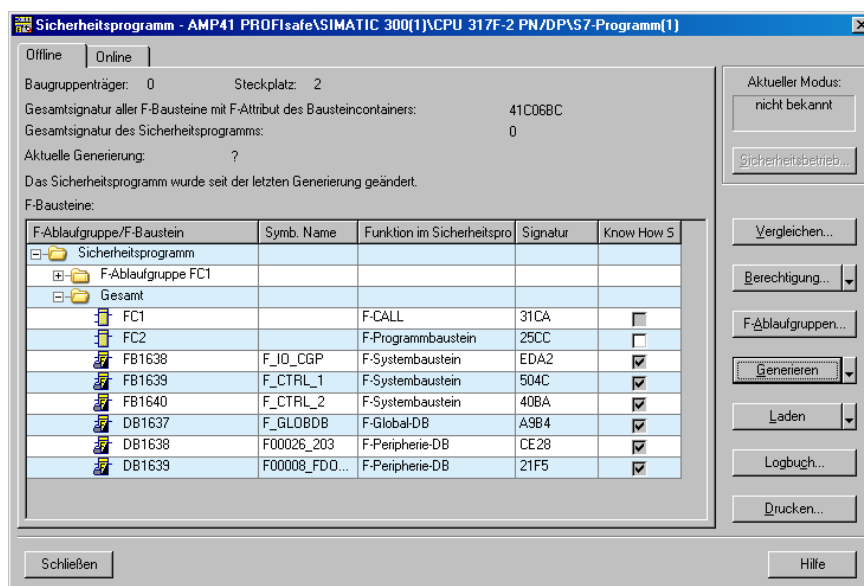 Sicherheitsprogramm - AMP41 PROFIsafe\SIMATIC 300(1)\CPU 317F-2 PN/DP\S7-Programm(1)
Offline Online
Baugruppenträger: 0 Steckplatz: 2
Gesamtsignatur aller F-Bausteine mit F-Attribut des Bausteincontainers: 41C06BC
Gesamtsignatur des Sicherheitsprogramms: 0
Aktuelle Generierung: ?
Das Sicherheitsprogramm wurde seit der letzten Generierung geändert.
F-Bausteine:
F-Ablaufgruppe/F-Baustein Symb. Name Funktion im Sicherheitspro Signatur Know How S
Sicherheitsprogramm
F-Ablaufgruppe FC1
Gesamt
FC1 F-CALL 31CA
FC2 F-Programmbaustein 25CC
FB1638 F_IO_CGP F-Systembaustein EDA2
FB1639 F_CTRL_1 F-Systembaustein 504C
FB1640 F_CTRL_2 F-Systembaustein 40BA
DB1637 F_GLOBDB F-Global-DB A9B4
DB1638 F00026_203 F-Peripherie-DB CE28
DB1639 F00008_FDO... F-Peripherie-DB 21F5
Aktueller Modus:
nicht bekannt
Sicherheitsbetrieb...
Vergleichen...
Berechtigung...
F-Ablaufgruppen...
Generieren
Laden
Logbuch...
Drucken...
Schließen Hilfe